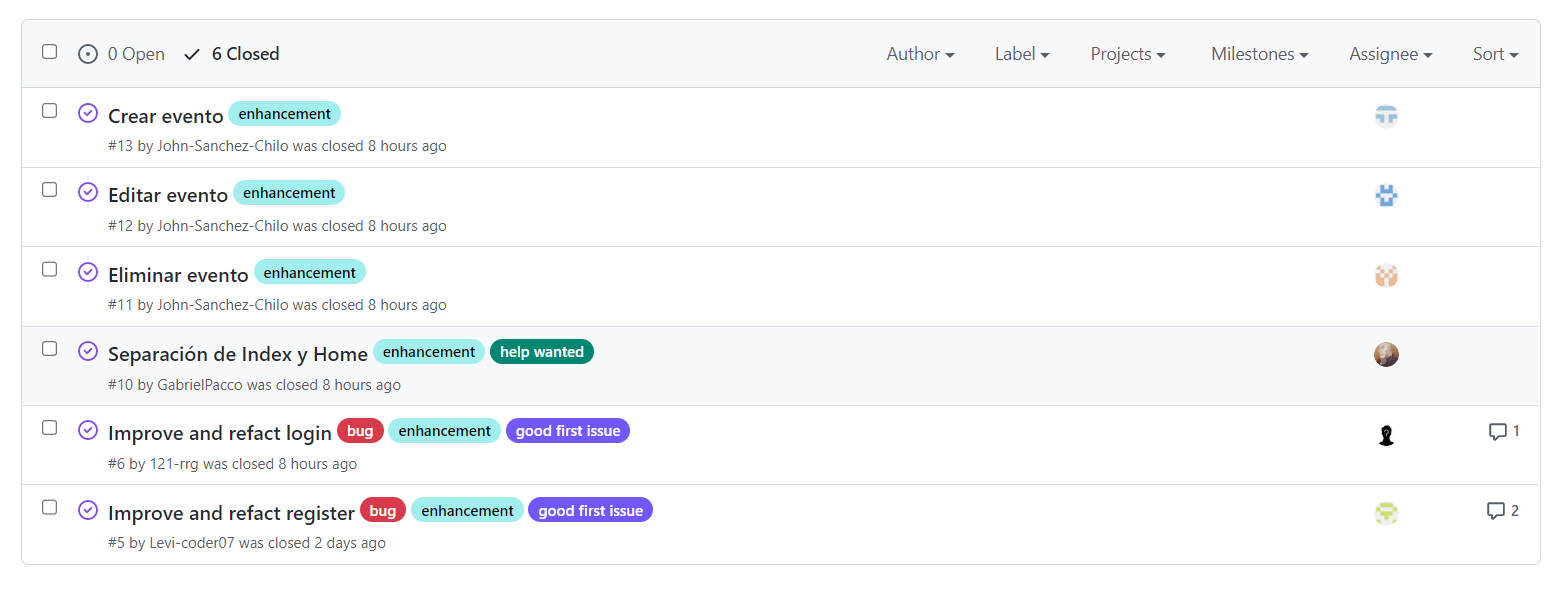 0 Open 6 Closed Author Label Projects Milestones Assignee Sort
Crear evento enhancement
#13 by John-Sanchez-Chilo was closed 8 hours ago
Editar evento enhancement
#12 by John-Sanchez-Chilo was closed 8 hours ago
Eliminar evento enhancement
#11 by John-Sanchez-Chilo was closed 8 hours ago
Separación de Index y Home enhancement help wanted
#10 by GabrielPacco was closed 8 hours ago
Improve and refact login bug enhancement good first issue 1
#6 by 121-rrg was closed 8 hours ago
Improve and refact register bug enhancement good first issue 2
#5 by Levi-coder07 was closed 2 days ago